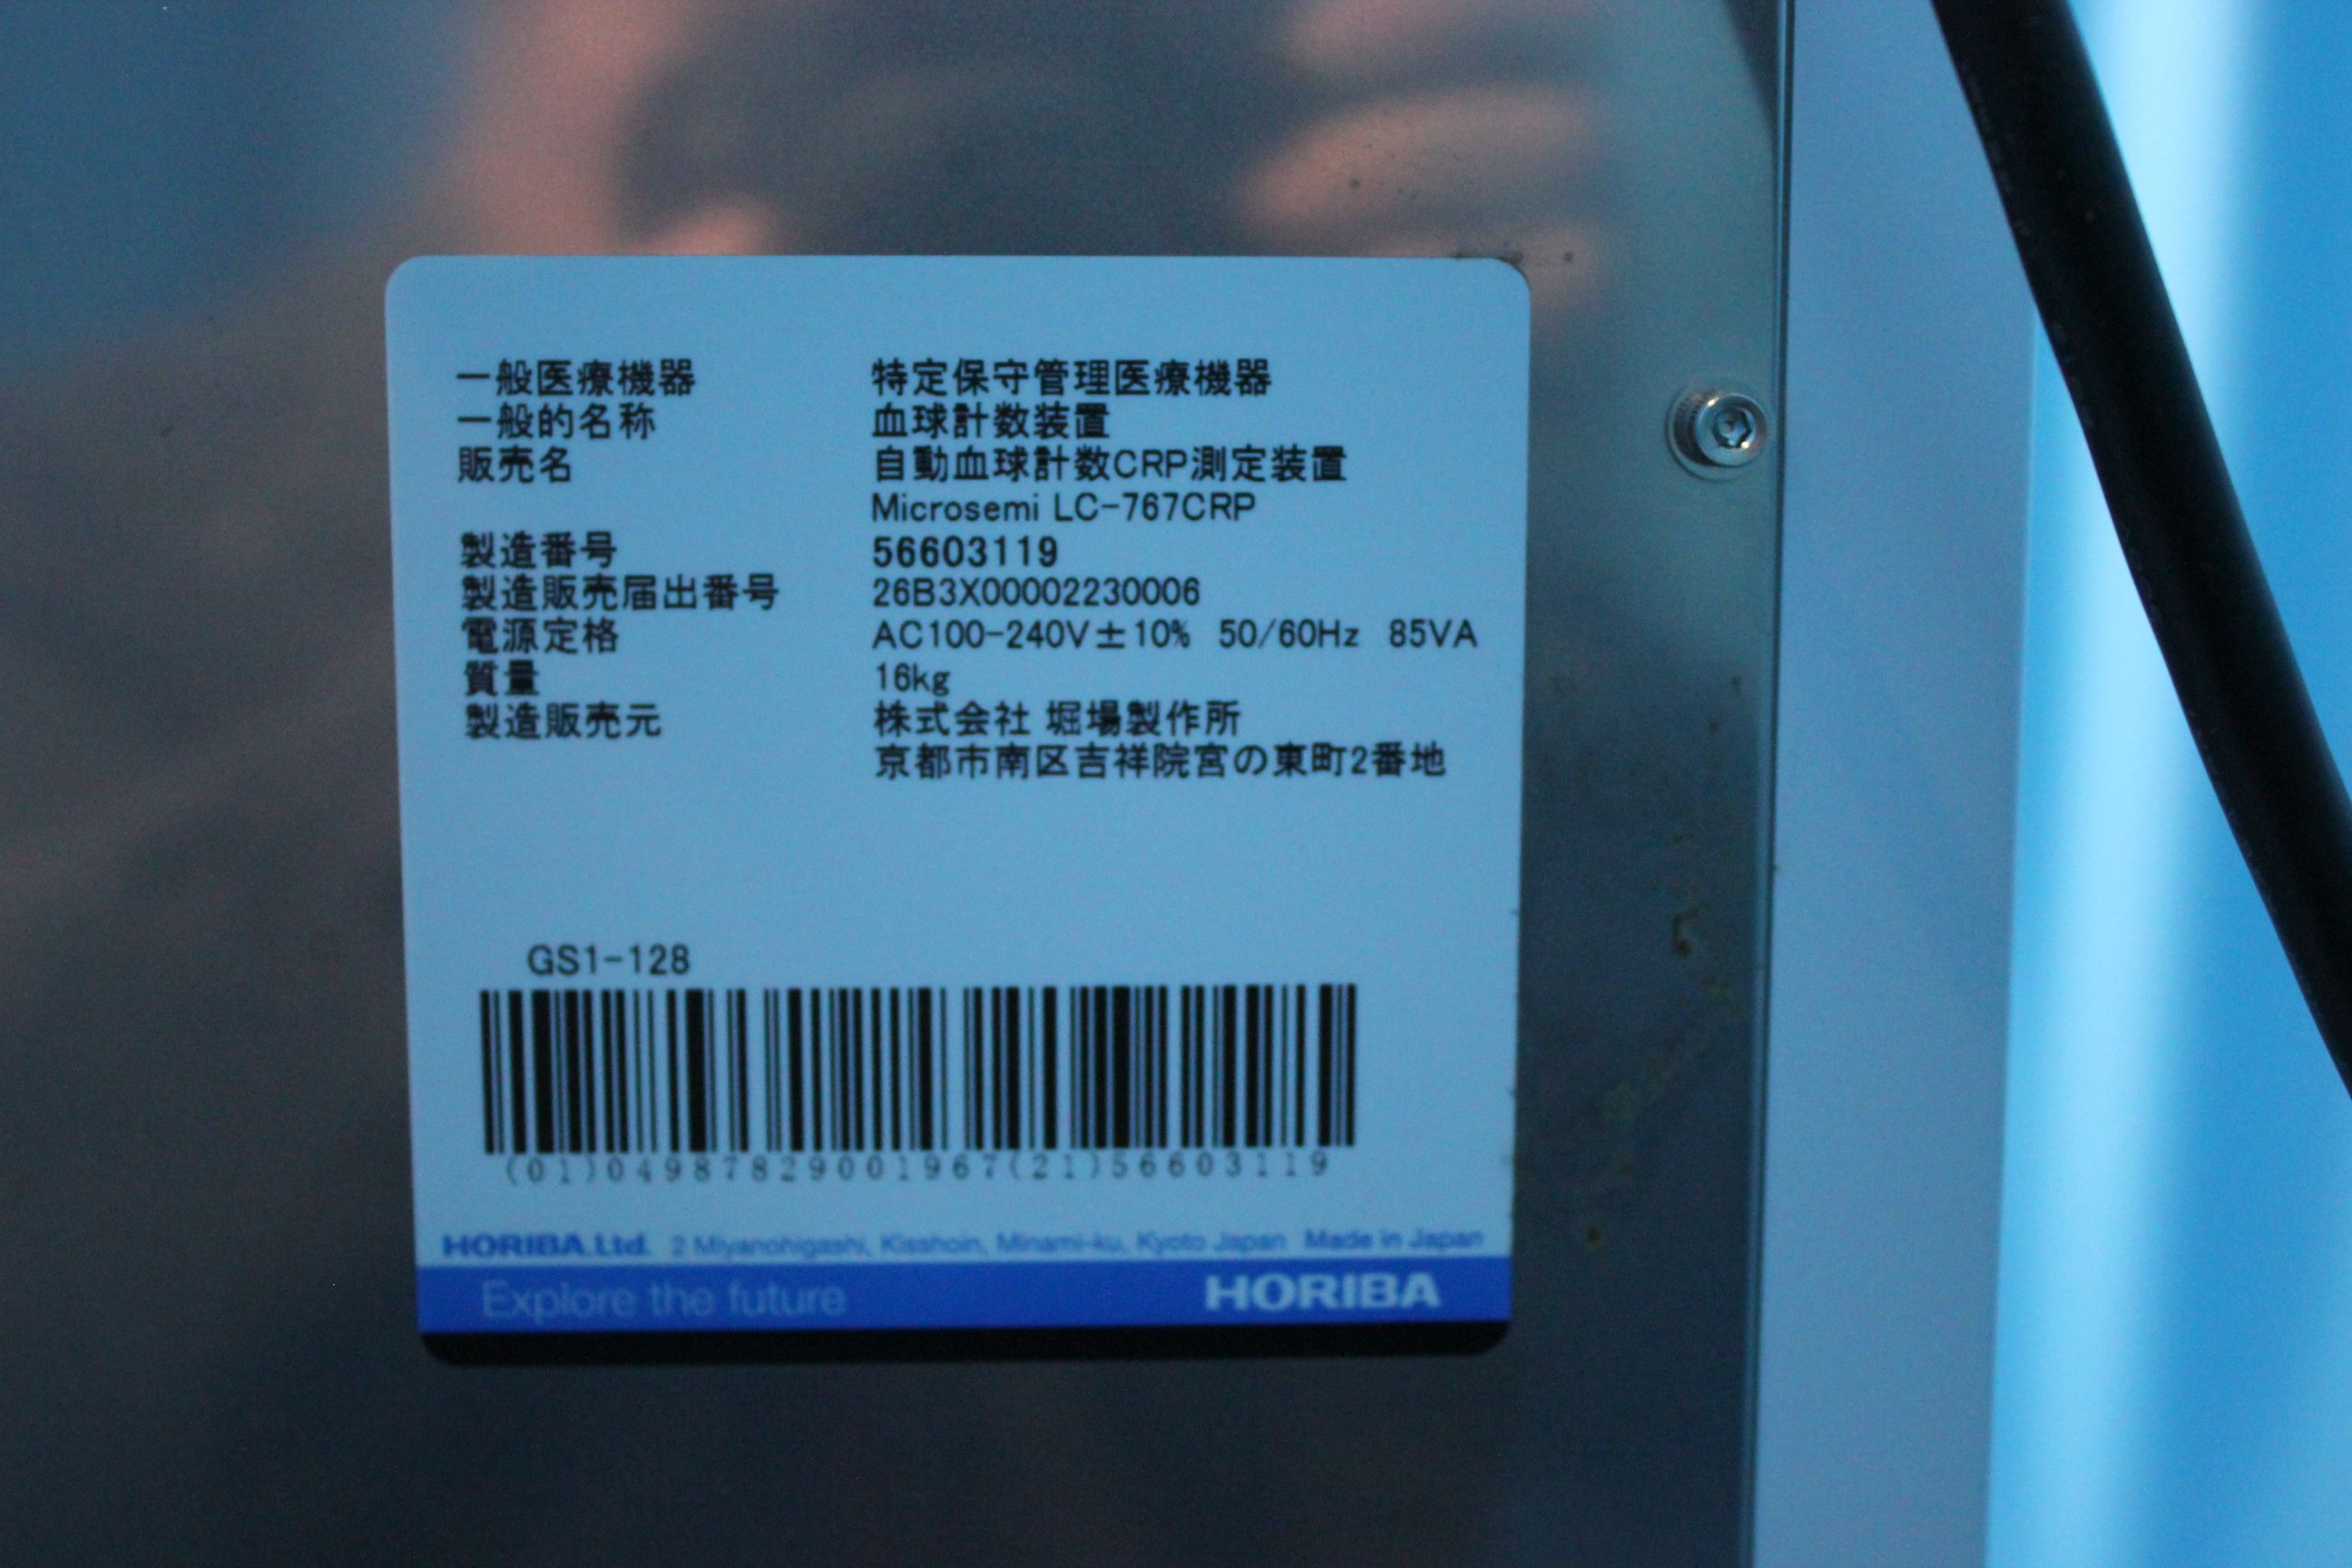 一般医療機器 特定保守管理医療機器
一般的名称 血球計数装置
販売名 自動血球計数CRP測定装置
Microsemi LC-767CRP
製造番号 56603119
製造販売届出番号 26B3X00002230006
電源定格 AC100-240V±10% 50/60Hz 85VA
質量 16kg
製造販売元 株式会社 堀場製作所
京都市南区吉祥院宮の東町2番地
GS1-128
(01)04987829001967(21)56603119
HORIBA.Ltd. 2 Miyanohigashi, Kisshoin, Minami-ku, Kyoto Japan Made in Japan
Explore the future HORIBA